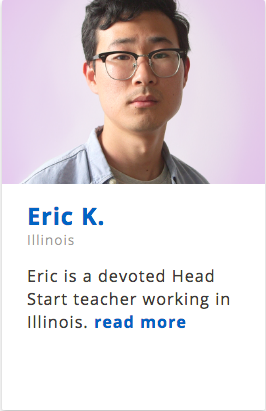 Eric K.
Illinois
Eric is a devoted Head
Start teacher working in
Illinois. read more